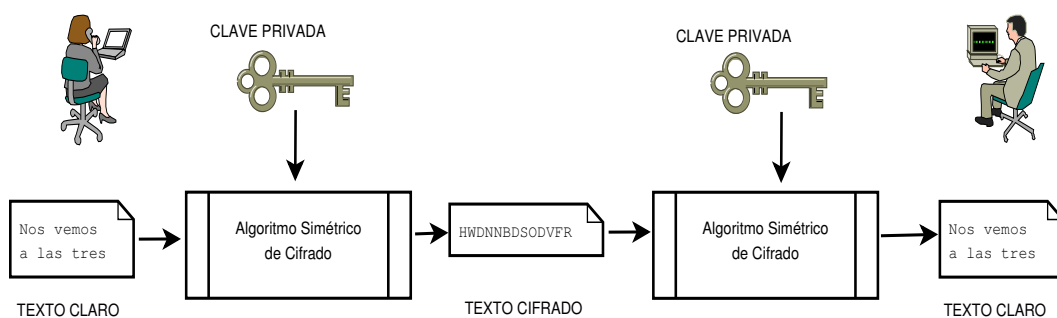 CLAVE PRIVADA
CLAVE PRIVADA
Nos vemos
a las tres
Algoritmo Simétrico
de Cifrado
HWDNNBDSODVFR
Algoritmo Simétrico
de Cifrado
Nos vemos
a las tres
TEXTO CLARO
TEXTO CIFRADO
TEXTO CLARO